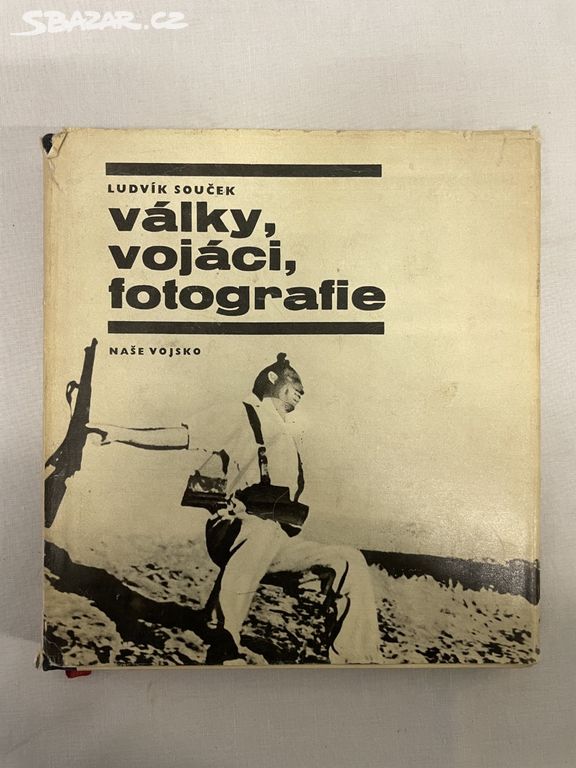 SBAZAR.CZ
LUDVÍK SOUČEK
války,
vojáci,
fotografie
NAŠE VOJSKO